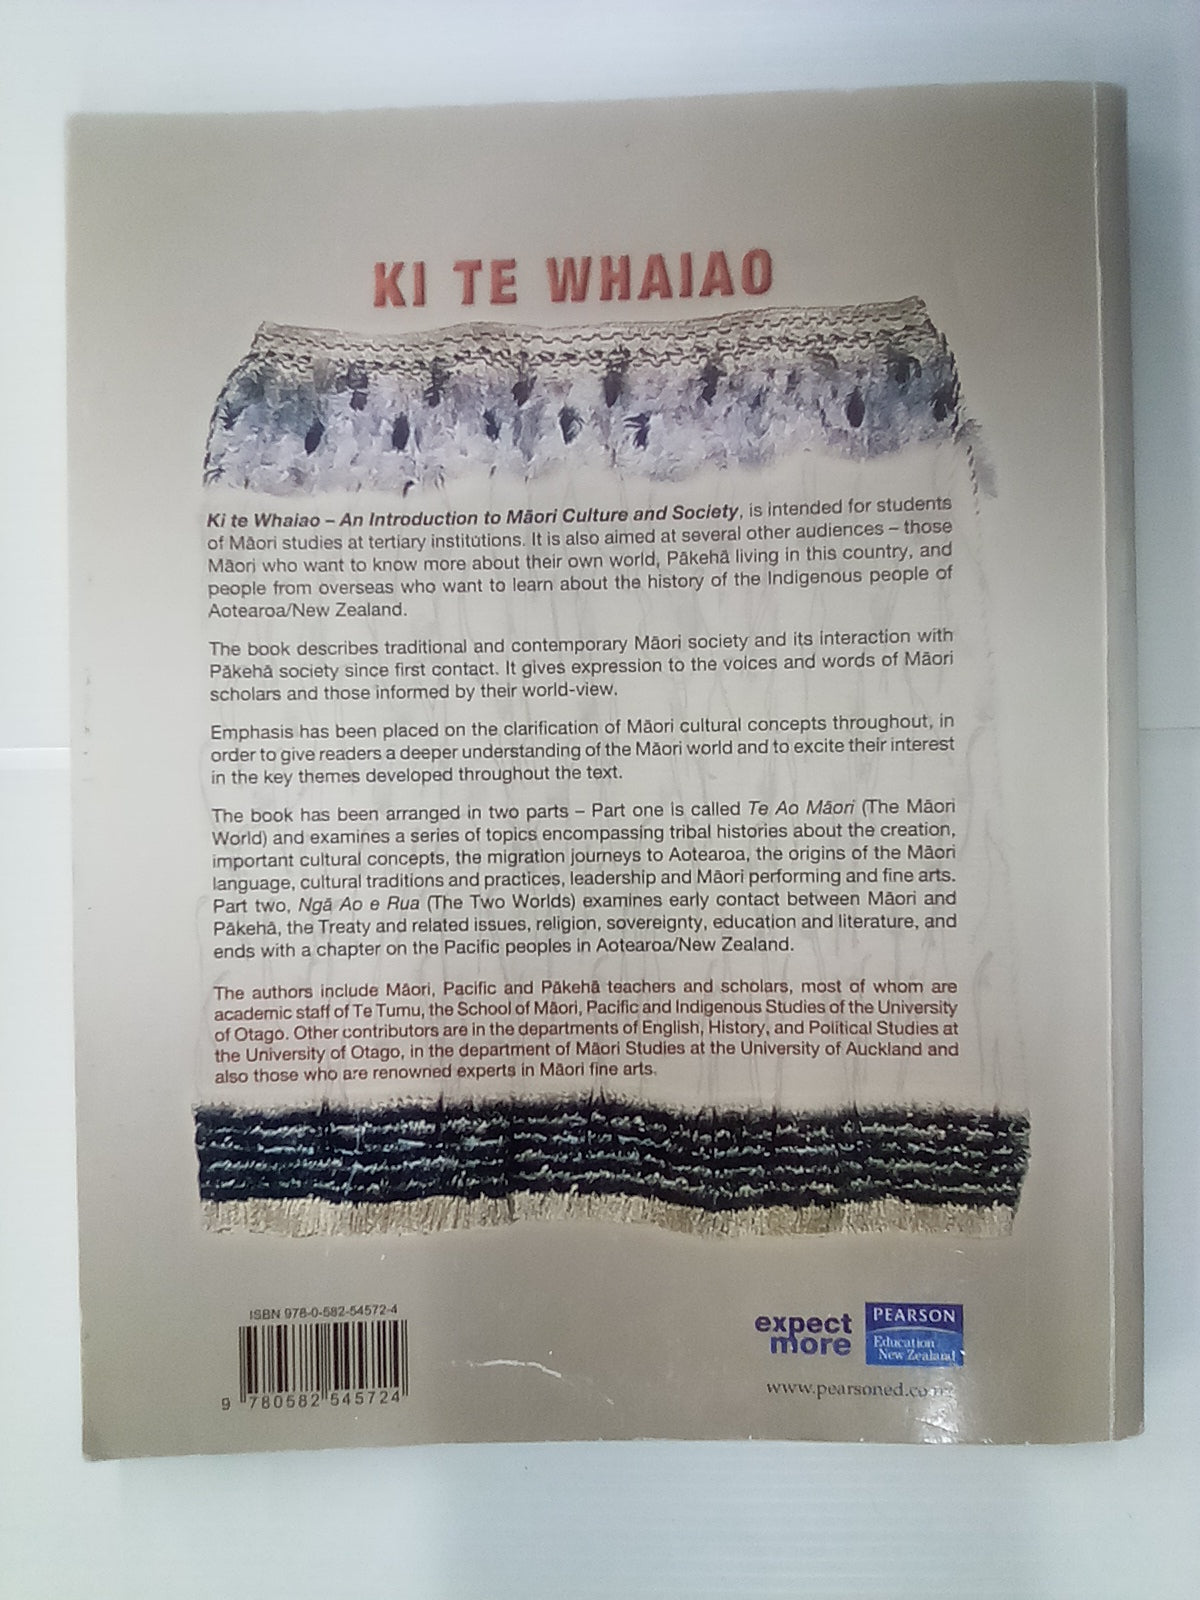 KI TE WHAIAO
Ki te Whaiao – An Introduction to Māori Culture and Society, is intended for students
of Māori studies at tertiary institutions. It is also aimed at several other audiences – those
Māori who want to know more about their own world, Pākehā living in this country, and
people from overseas who want to learn about the history of the Indigenous people of
Aotearoa/New Zealand.
The book describes traditional and contemporary Māori society and its interaction with
Pākehā society since first contact. It gives expression to the voices and words of Māori
scholars and those informed by their world-view.
Emphasis has been placed on the clarification of Māori cultural concepts throughout, in
order to give readers a deeper understanding of the Māori world and to excite their interest
in the key themes developed throughout the text.
The book has been arranged in two parts – Part one is called Te Ao Māori (The Māori
World) and examines a series of topics encompassing tribal histories about the creation,
important cultural concepts, the migration journeys to Aotearoa, the origins of the Māori
language, cultural traditions and practices, leadership and Māori performing and fine arts.
Part two, Ngā Ao e Rua (The Two Worlds) examines early contact between Māori and
Pākehā, the Treaty and related issues, religion, sovereignty, education and literature, and
ends with a chapter on the Pacific peoples in Aotearoa/New Zealand.
The authors include Māori, Pacific and Pākehā teachers and scholars, most of whom are
academic staff of Te Tumu, the School of Māori, Pacific and Indigenous Studies of the University
of Otago. Other contributors are in the departments of English, History, and Political Studies at
the University of Otago, in the department of Māori Studies at the University of Auckland and
also those who are renowned experts in Māori fine arts.
ISBN 978-0-582-54572-4
9 780582 545724
expect
more
PEARSON
Education
New Zealand